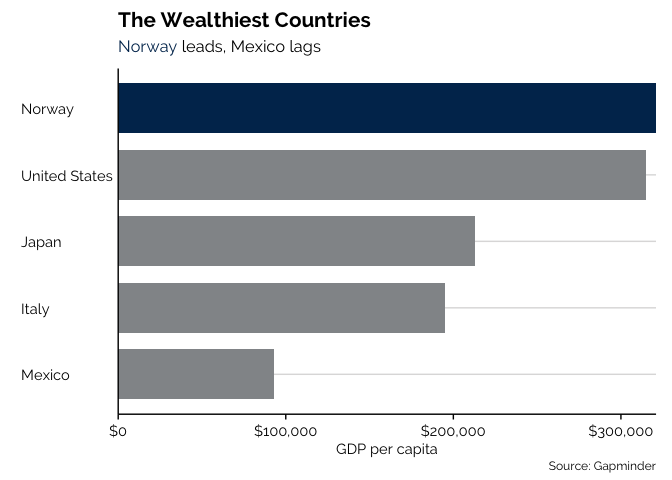 The Wealthiest Countries
Norway leads, Mexico lags
Norway
United States
Japan
Italy
Mexico
$0 $100,000 $200,000 $300,000
GDP per capita
Source: Gapminder